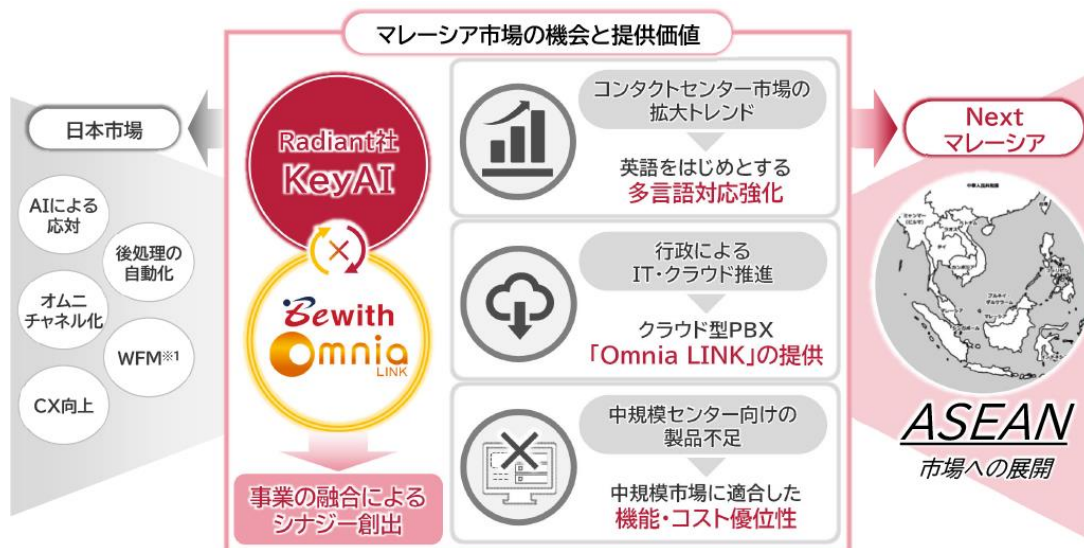 マレーシア市場の機会と提供価値
日本市場
AIによる
応対
後処理の
自動化
オムニ
チャネル化
WFM※1
CX向上
Radiant社
KeyAI
×
Bewith
Omnia
LINK
事業の融合による
シナジー創出
コンタクトセンター市場の
拡大トレンド
英語をはじめとする
多言語対応強化
行政による
IT・クラウド推進
クラウド型PBX
「Omnia LINK」の提供
中規模センター向けの
製品不足
中規模市場に適合した
機能・コスト優位性
Next
マレーシア
タイ
ASEAN
市場への展開